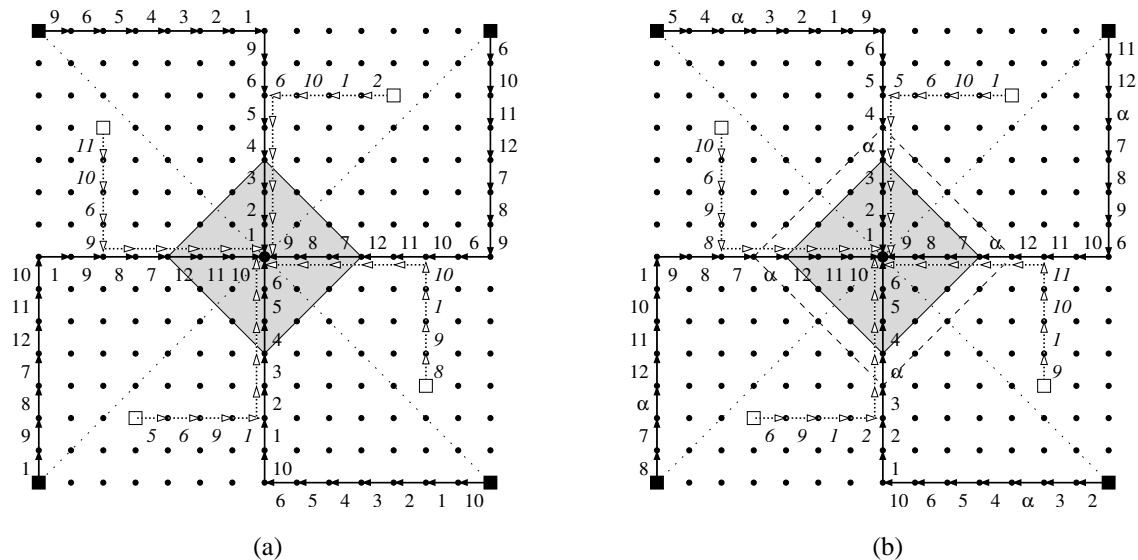 9 6 5 4 3 2 1 5 4 α 3 2 1 9
9 6 6 11
6 6 10 1 2 10 5 5 6 10 1 12
5 11 4 α
11 4 12 10 α 7
10 3 7 6 3 8
6 2 8 9 2 9
9 1 9 8 7 12 11 10 6 9 8 1 9 8 7 α 12 11 10 6
10 1 9 8 7 12 11 10 6 10 1 9 8 7 α 12 11 10 6 11
11 5 1 10 5 10
12 4 9 11 4 1
7 3 8 12 α 9
8 2 α 3
9 5 6 9 1 1 7 6 9 1 2 2
1 10 8 1
6 5 4 3 2 1 10 10 6 5 4 α 3 2
(a) (b)